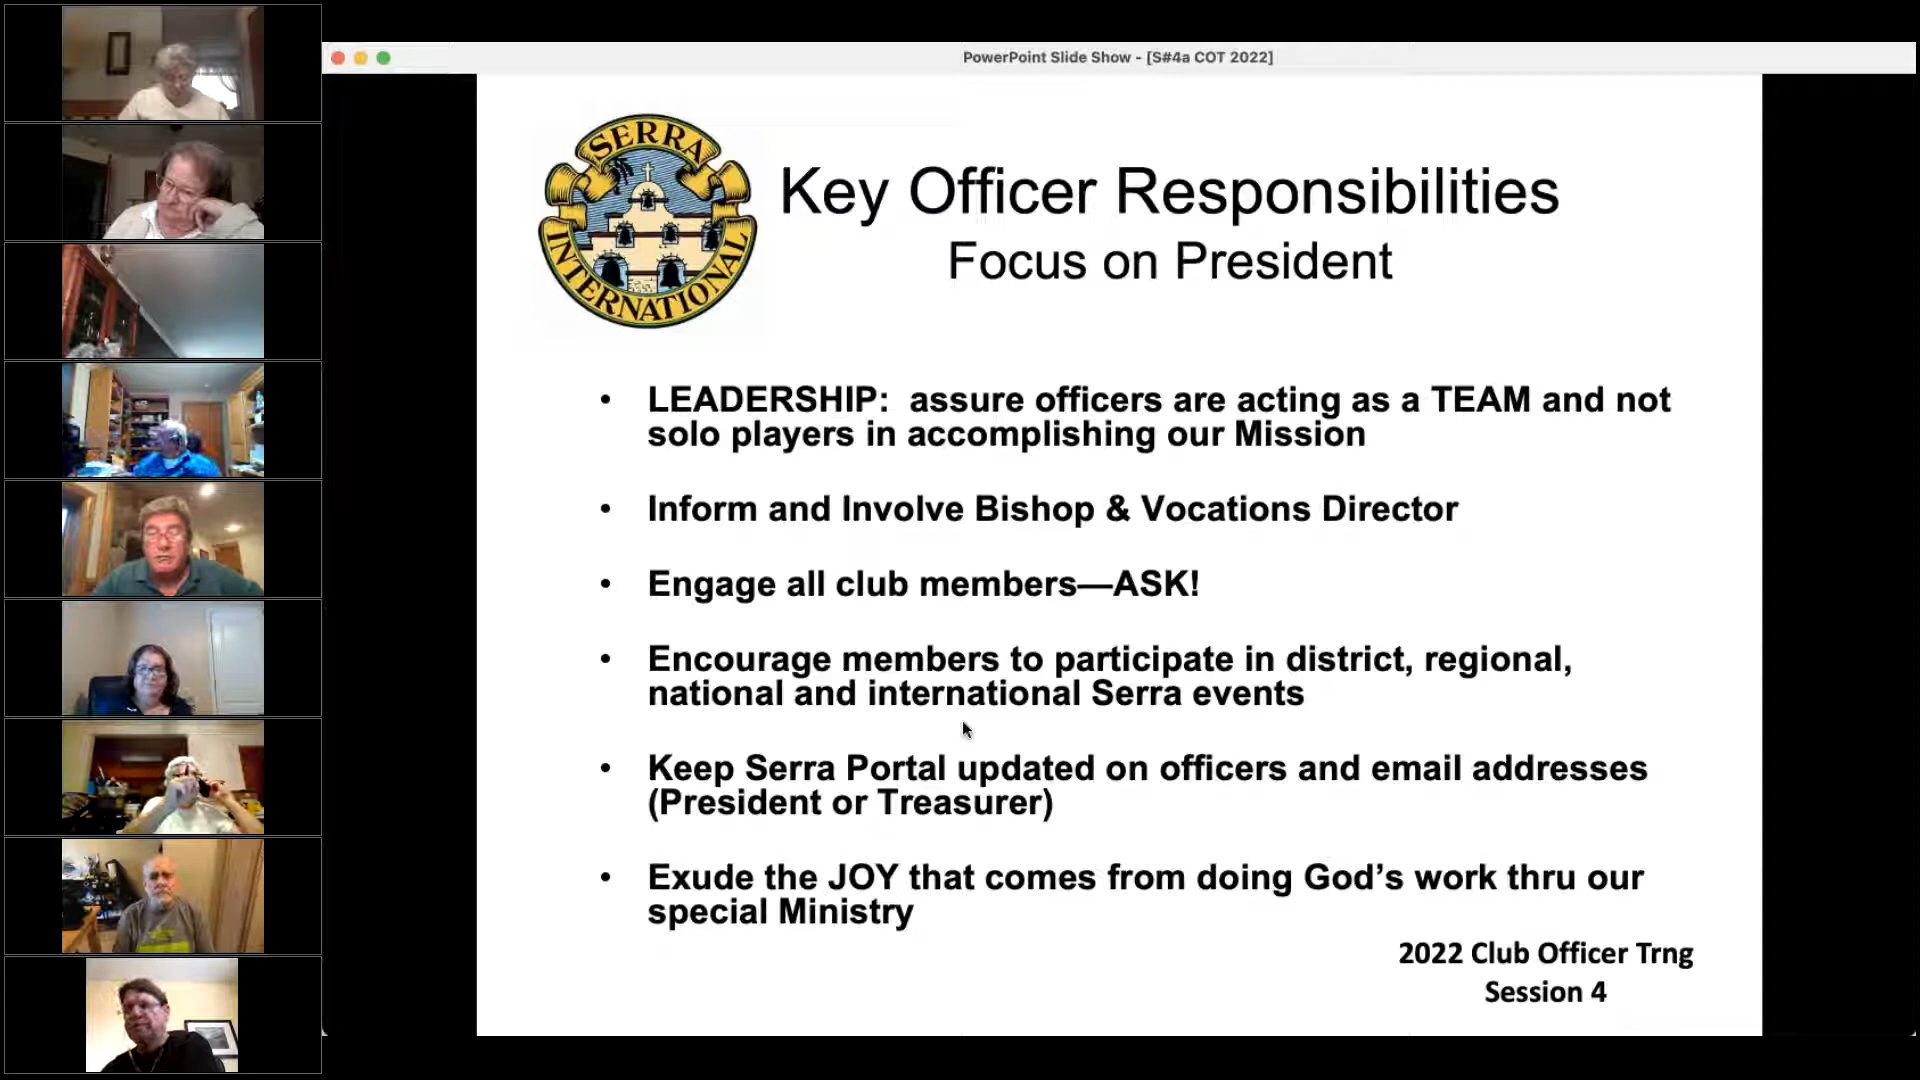 PowerPoint Slide Show - [S#4a COT 2022]
SERRA
INTERNATIONAL
Key Officer Responsibilities
Focus on President
• LEADERSHIP:  assure officers are acting as a TEAM and not
solo players in accomplishing our Mission
• Inform and Involve Bishop & Vocations Director
• Engage all club members—ASK!
• Encourage members to participate in district, regional,
national and international Serra events
• Keep Serra Portal updated on officers and email addresses
(President or Treasurer)
• Exude the JOY that comes from doing God’s work thru our
special Ministry
2022 Club Officer Trng
Session 4